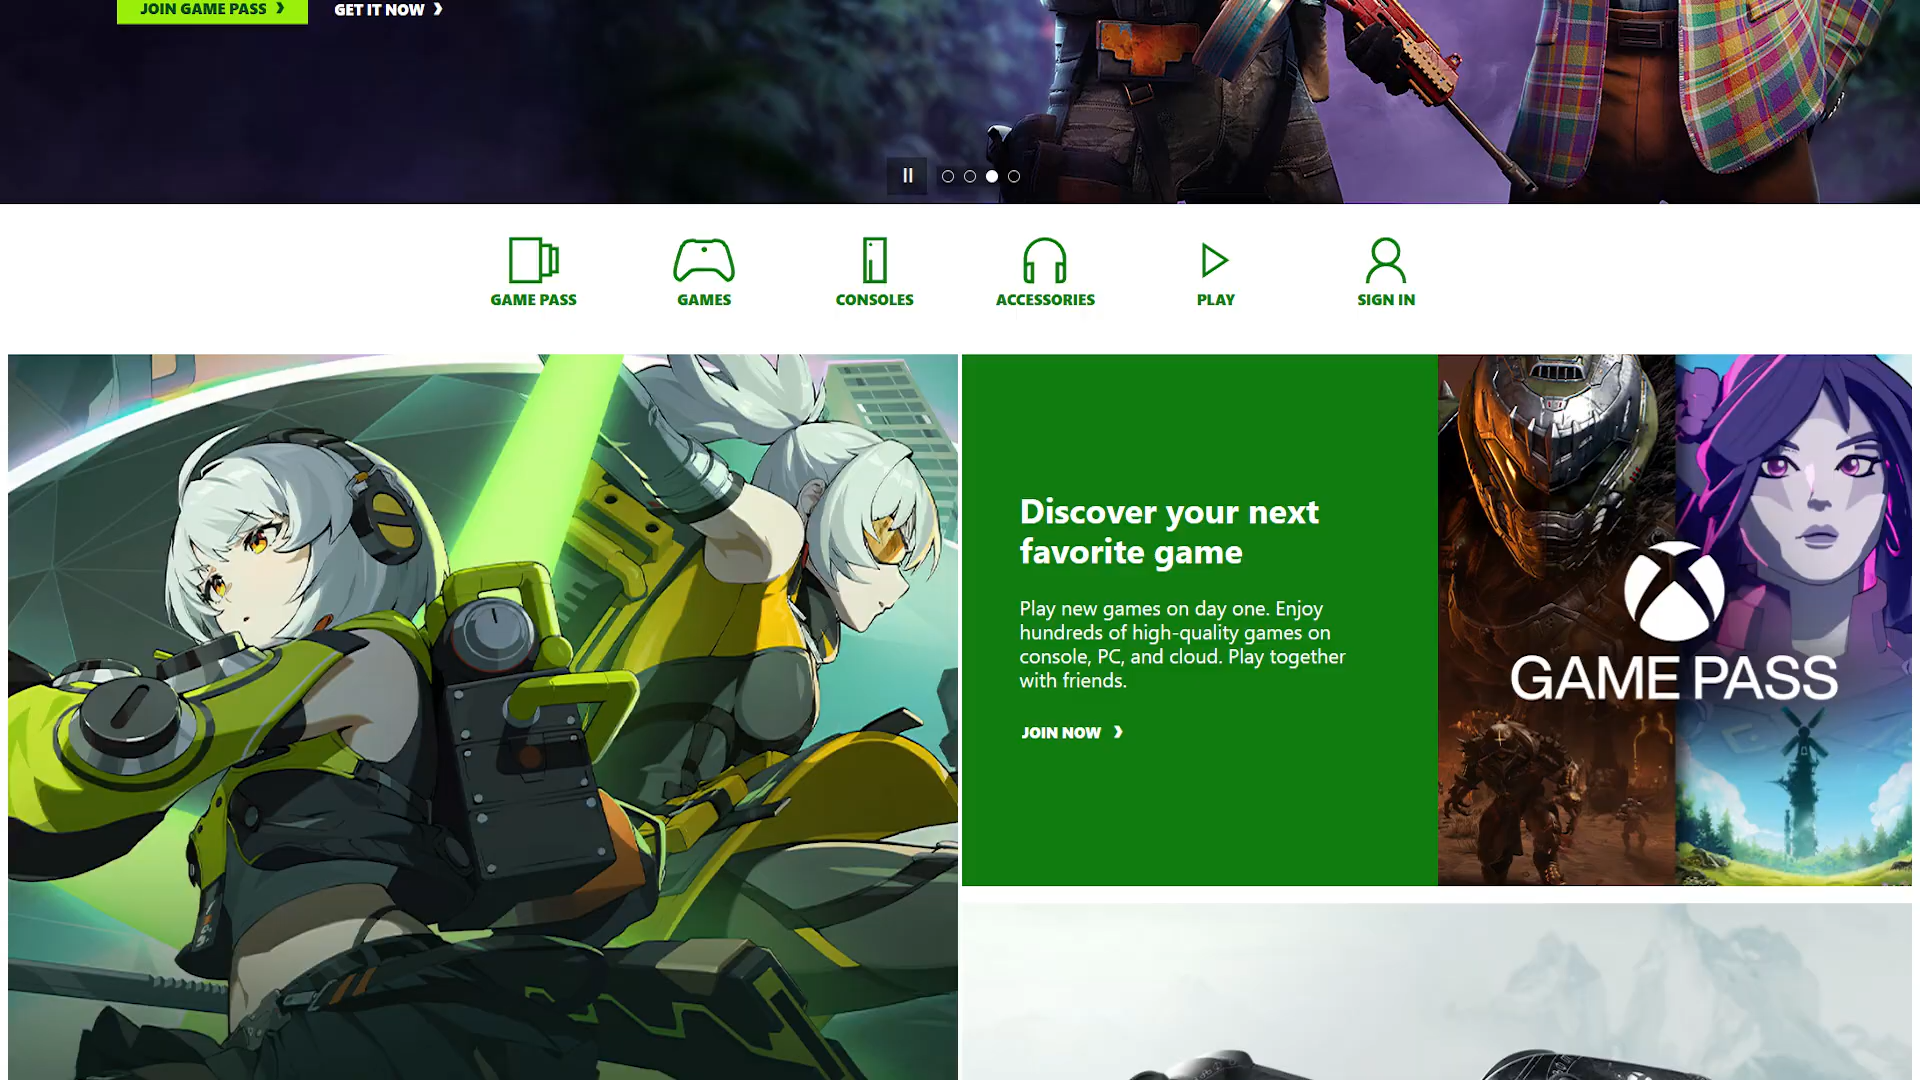 JOIN GAME PASS
GET IT NOW
GAME PASS
GAMES
CONSOLES
ACCESSORIES
PLAY
SIGN IN
Discover your next
favorite game
Play new games on day one. Enjoy
hundreds of high-quality games on
console, PC, and cloud. Play together
with friends.
JOIN NOW
GAME PASS